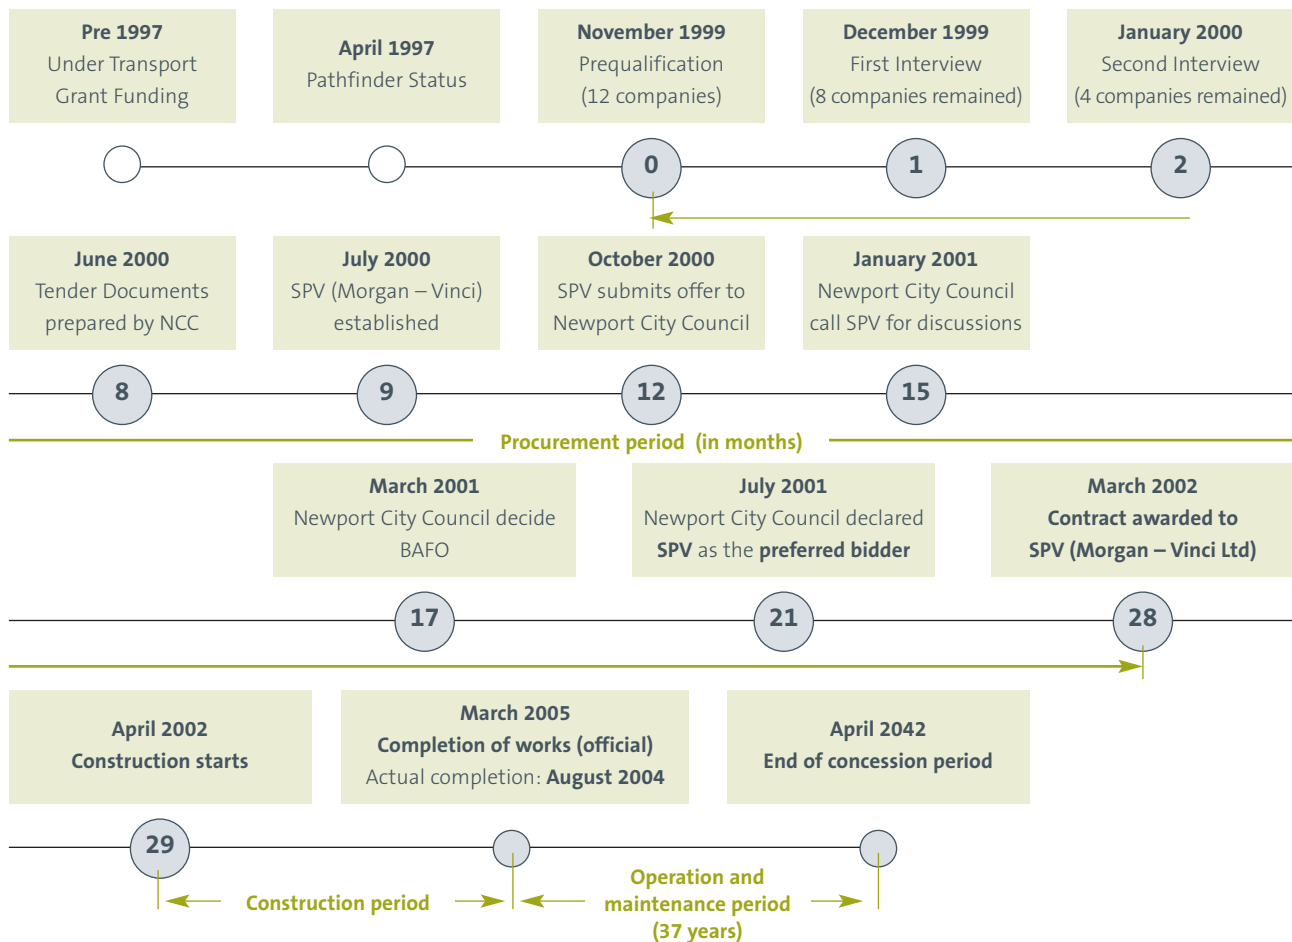 Pre 1997
Under Transport
Grant Funding
April 1997
Pathfinder Status
November 1999
Prequalification
(12 companies)
December 1999
First Interview
(8 companies remained)
January 2000
Second Interview
(4 companies remained)
0
1
2
June 2000
Tender Documents
prepared by NCC
July 2000
SPV (Morgan – Vinci)
established
October 2000
SPV submits offer to
Newport City Council
January 2001
Newport City Council
call SPV for discussions
8
9
12
15
Procurement period (in months)
March 2001
Newport City Council decide
BAFO
July 2001
Newport City Council declared
SPV as the preferred bidder
March 2002
Contract awarded to
SPV (Morgan – Vinci Ltd)
17
21
28
April 2002
Construction starts
March 2005
Completion of works (official)
Actual completion: August 2004
April 2042
End of concession period
29
Construction period
Operation and
maintenance period
(37 years)